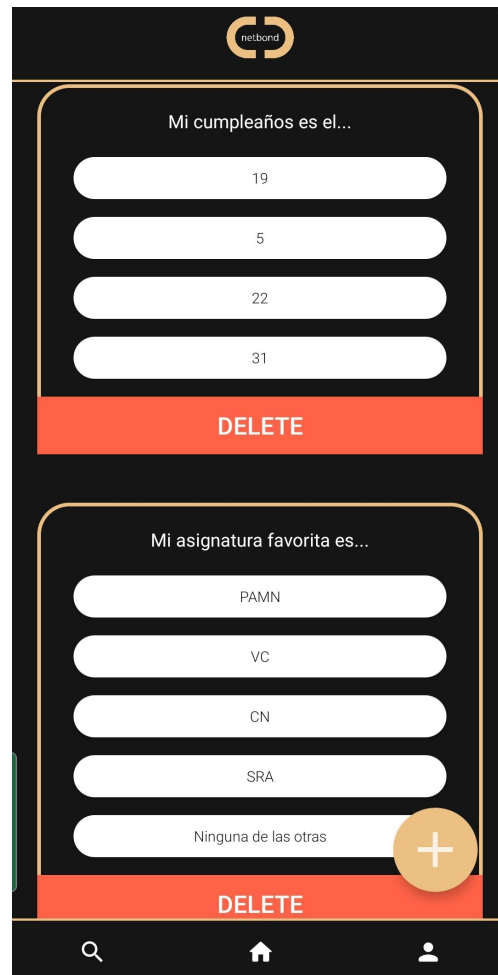 netbond
Mi cumpleaños es el...
19
5
22
31
DELETE
Mi asignatura favorita es...
PAMN
VC
CN
SRA
Ninguna de las otras
DELETE